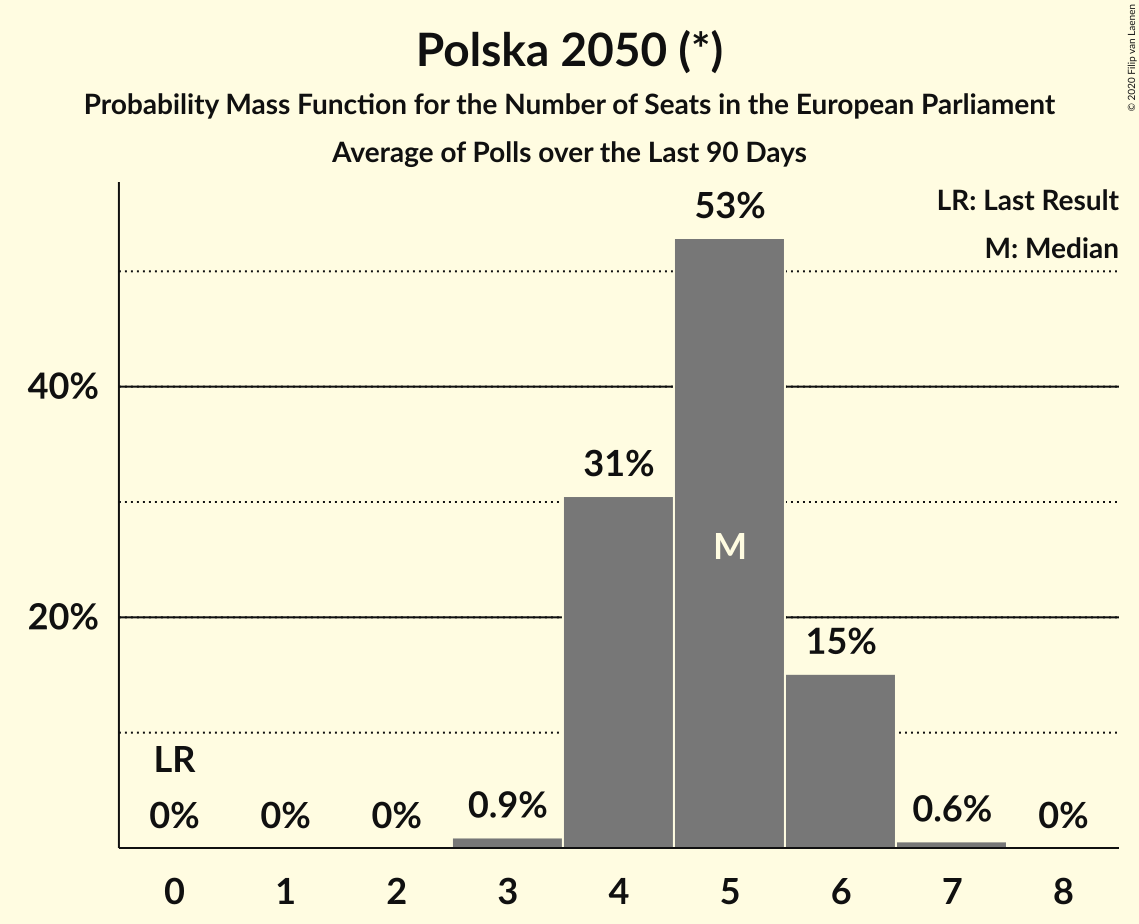 Polska 2050 (*)
Probability Mass Function for the Number of Seats in the European Parliament
Average of Polls over the Last 90 Days
© 2020 Filip van Laenen
LR: Last Result
M: Median
53%
40%
31%
M
20%
15%
LR
0% 0% 0% 0.9% 0.6% 0%
0 1 2 3 4 5 6 7 8